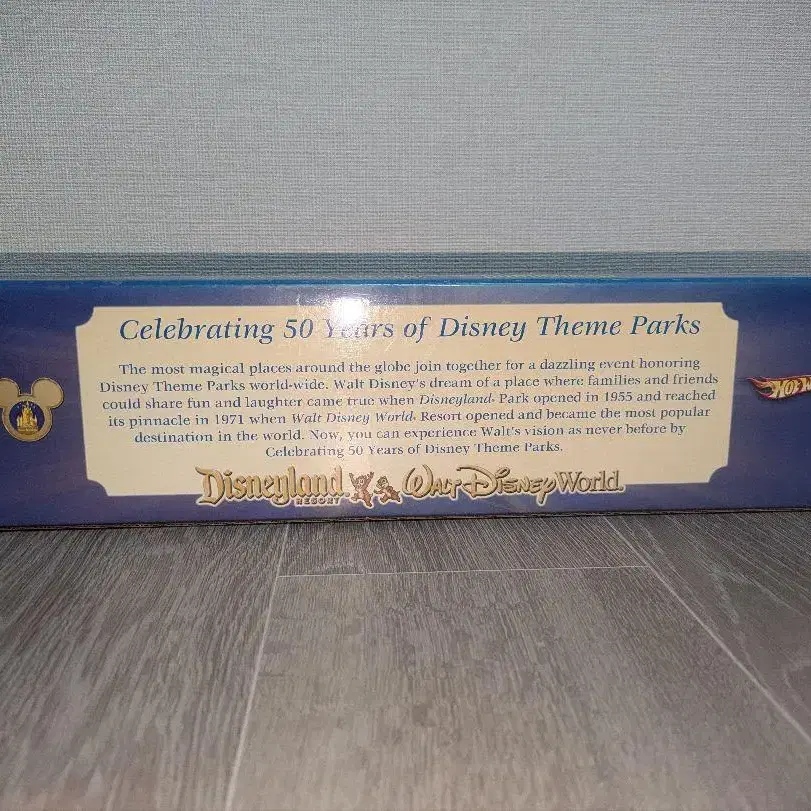 Celebrating 50 Years of Disney Theme Parks
The most magical places around the globe join together for a dazzling event honoring
Disney Theme Parks world-wide. Walt Disney's dream of a place where families and friends
could share fun and laughter came true when Disneyland. Park opened in 1955 and reached
its pinnacle in 1971 when Walt Disney World. Resort opened and became the most popular
destination in the world. Now, you can experience Walt's vision as never before by
Celebrating 50 Years of Disney Theme Parks.
Disneyland. Walt Disney World.
RESORT
HOT